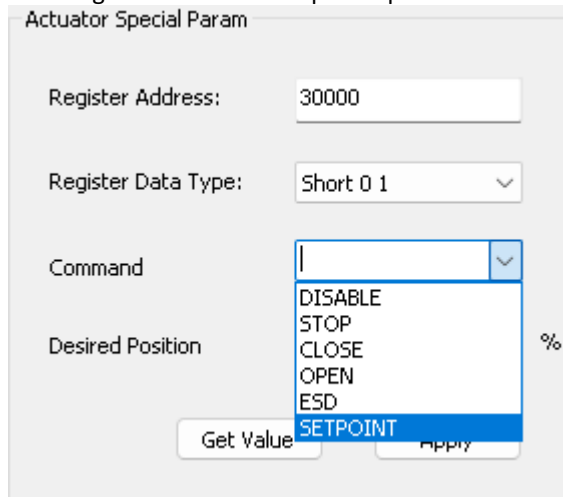 Actuator Special Param
Register Address: 30000
Register Data Type: Short 0 1
Command
DISABLE
STOP
CLOSE
Desired Position %
OPEN
ESD
SETPOINT
Get Value Apply